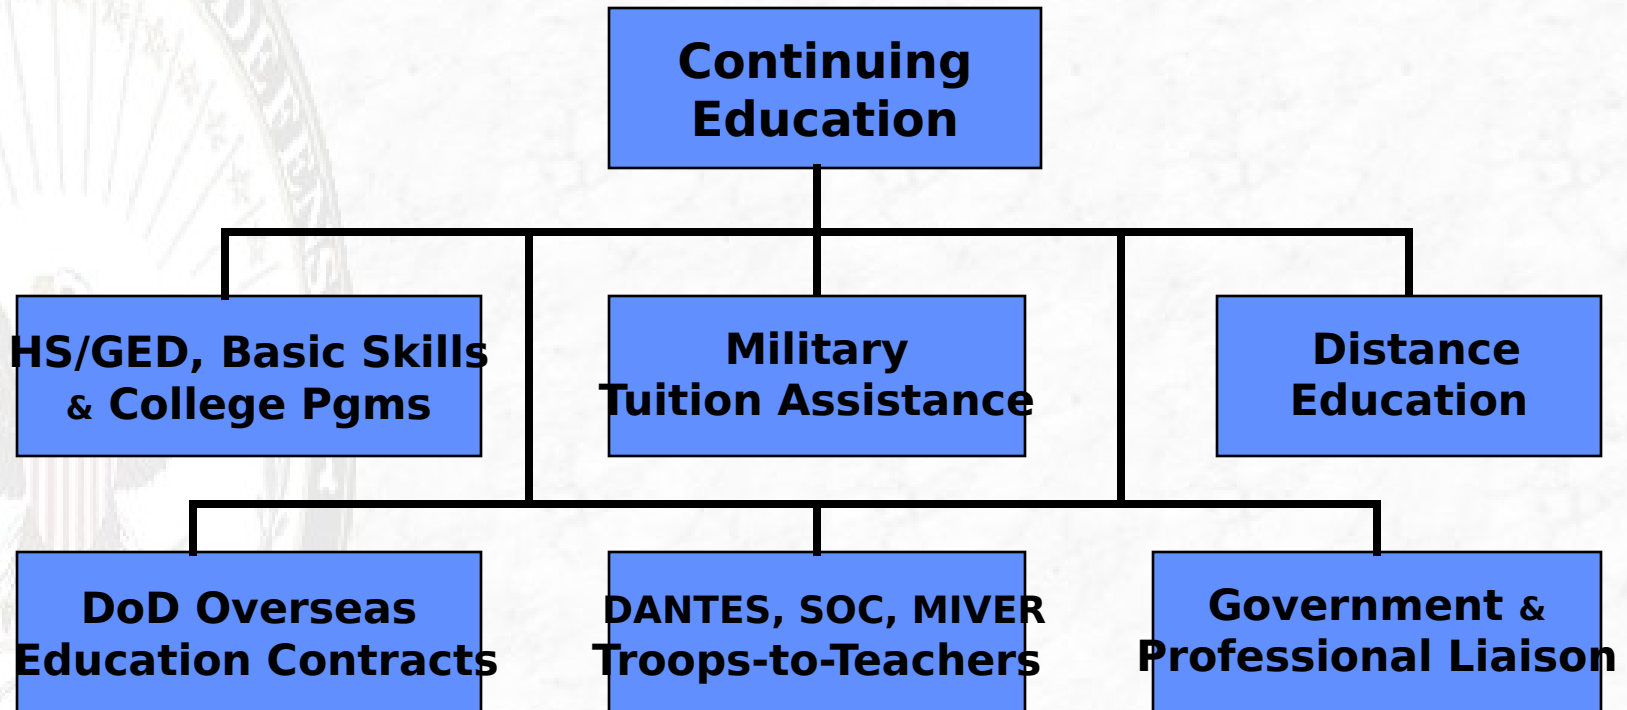 Continuing
Education
HS/GED, Basic Skills
& College Pgms
Military
Tuition Assistance
Distance
Education
DoD Overseas
Education Contracts
DANTES, SOC, MIVER
Troops-to-Teachers
Government &
Professional Liaison